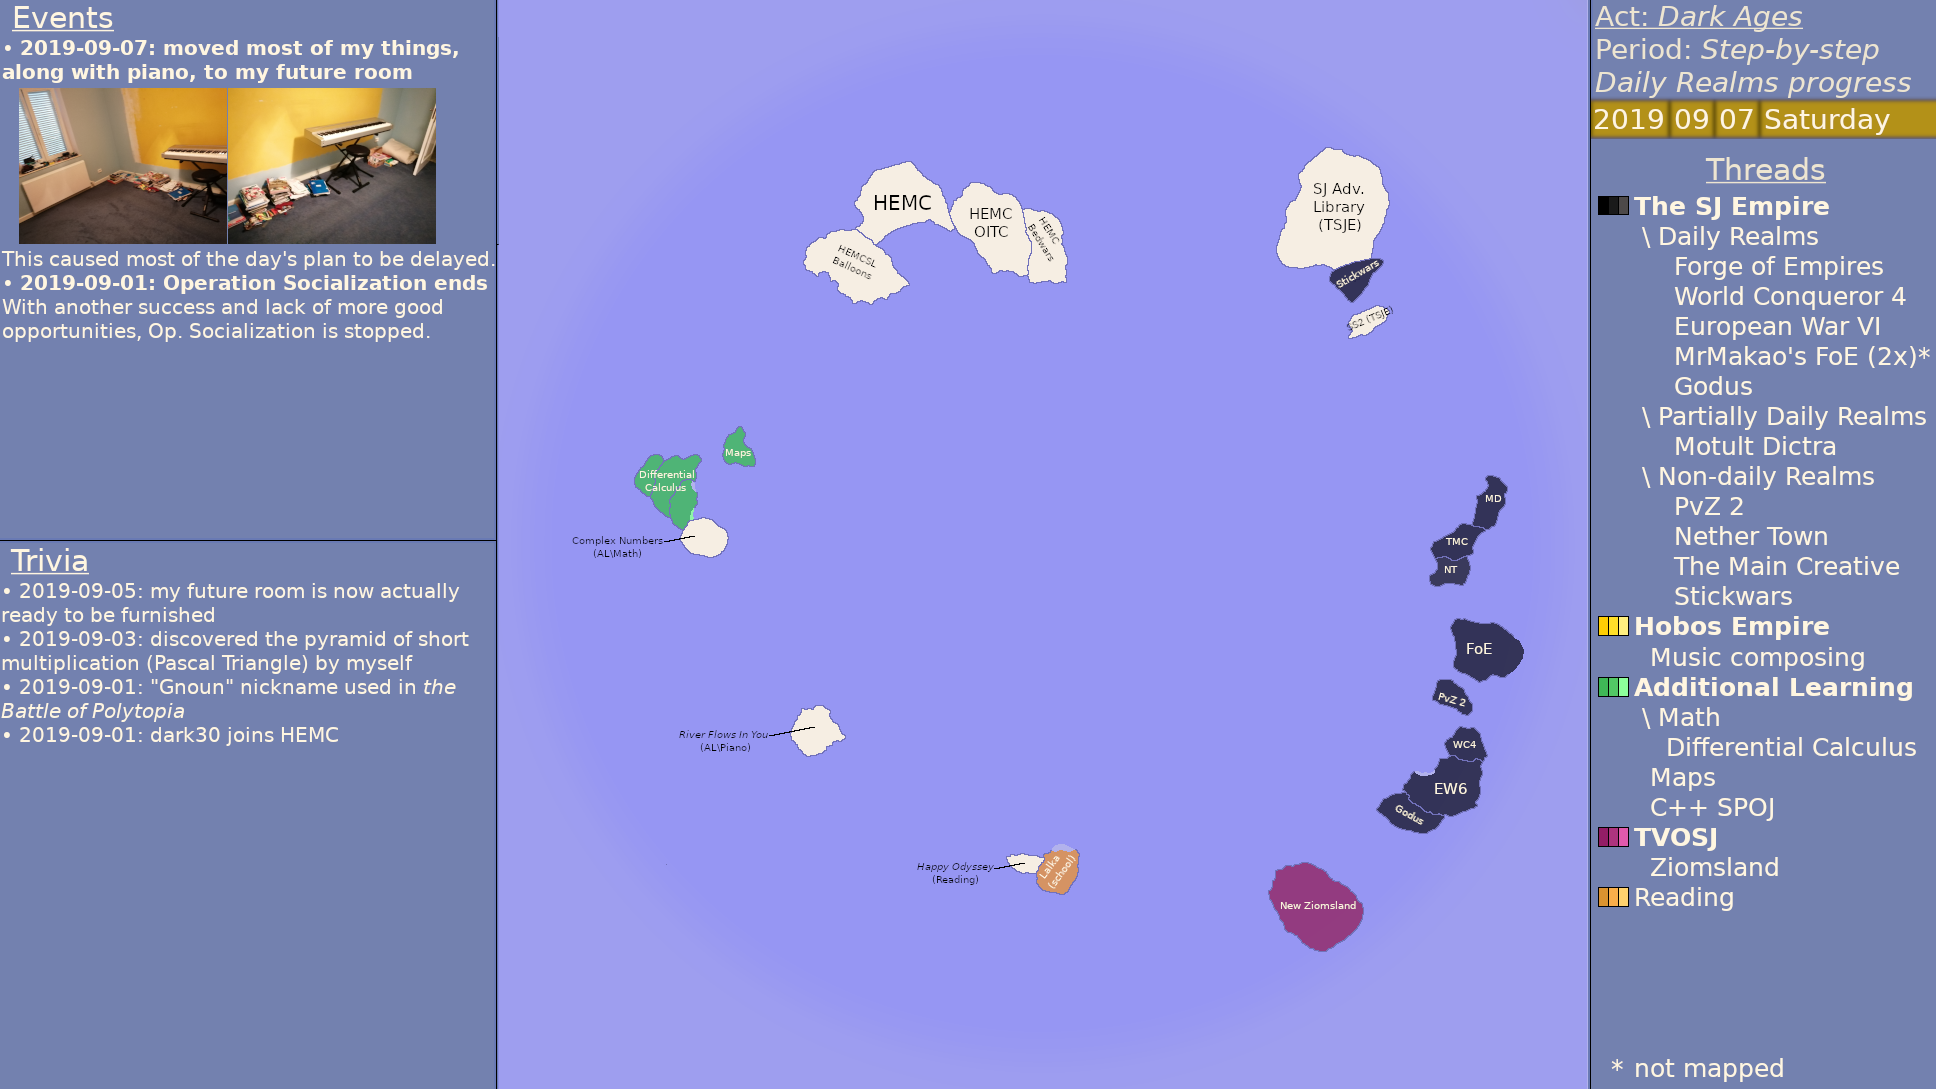 Events
• 2019-09-07: moved most of my things,
along with piano, to my future room
This caused most of the day's plan to be delayed.
• 2019-09-01: Operation Socialization ends
With another success and lack of more good
opportunities, Op. Socialization is stopped.
Trivia
• 2019-09-05: my future room is now actually
ready to be furnished
• 2019-09-03: discovered the pyramid of short
multiplication (Pascal Triangle) by myself
• 2019-09-01: "Gnoun" nickname used in the
Battle of Polytopia
• 2019-09-01: dark30 joins HEMC
HEMC
HEMC
OITC
HEMC
Bedwars
HEMCSL
Balloons
SJ Adv.
Library
(TSJE)
Stickwars
SS2 (TSJE)
Maps
Differential
Calculus
Complex Numbers
(AL\Math)
MD
TMC
NT
FoE
PvZ 2
WC4
EW6
Godus
River Flows In You
(AL\Piano)
Happy Odyssey
(Reading)
Lalka
(school)
New Ziomsland
Act: Dark Ages
Period: Step-by-step
Daily Realms progress
2019 09 07 Saturday
Threads
The SJ Empire
\ Daily Realms
Forge of Empires
World Conqueror 4
European War VI
MrMakao's FoE (2x)*
Godus
\ Partially Daily Realms
Motult Dictra
\ Non-daily Realms
PvZ 2
Nether Town
The Main Creative
Stickwars
Hobos Empire
Music composing
Additional Learning
\ Math
Differential Calculus
Maps
C++ SPOJ
TVOSJ
Ziomsland
Reading
* not mapped